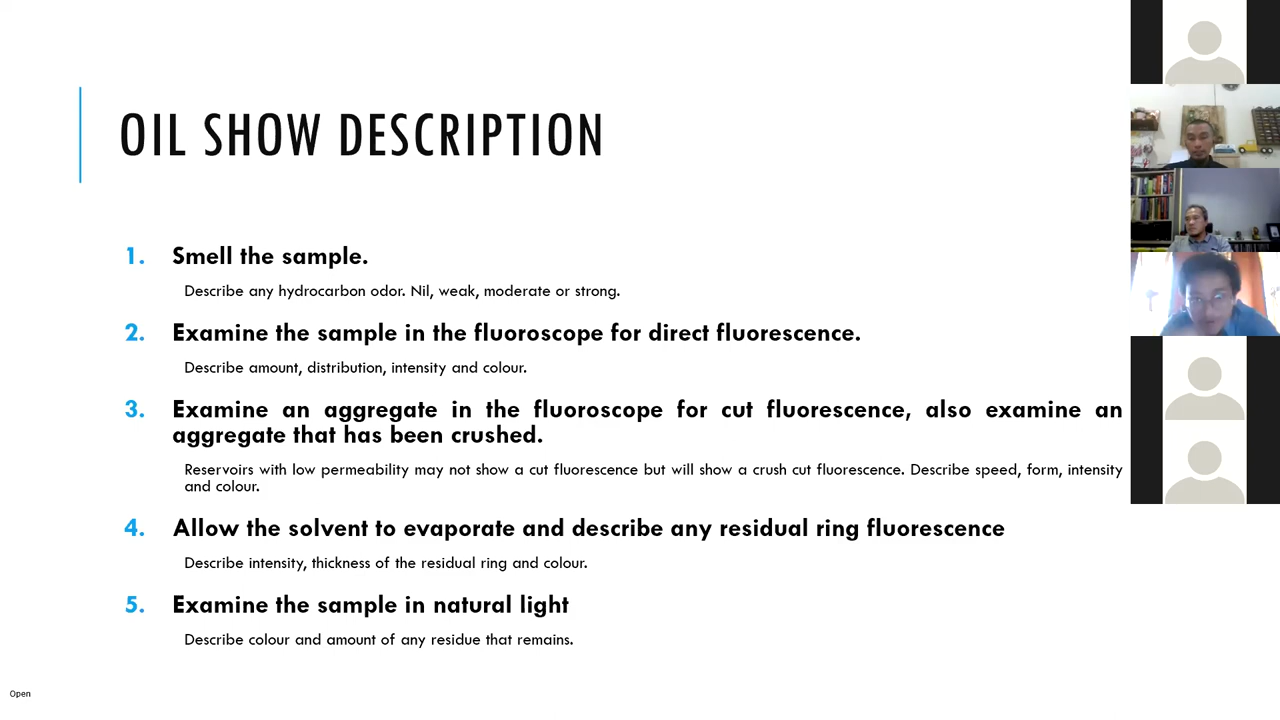 OIL SHOW DESCRIPTION
1. Smell the sample.
Describe any hydrocarbon odor. Nil, weak, moderate or strong.
2. Examine the sample in the fluoroscope for direct fluorescence.
Describe amount, distribution, intensity and colour.
3. Examine an aggregate in the fluoroscope for cut fluorescence, also examine an
aggregate that has been crushed.
Reservoirs with low permeability may not show a cut fluorescence but will show a crush cut fluorescence. Describe speed, form, intensity
and colour.
4. Allow the solvent to evaporate and describe any residual ring fluorescence
Describe intensity, thickness of the residual ring and colour.
5. Examine the sample in natural light
Describe colour and amount of any residue that remains.
Open